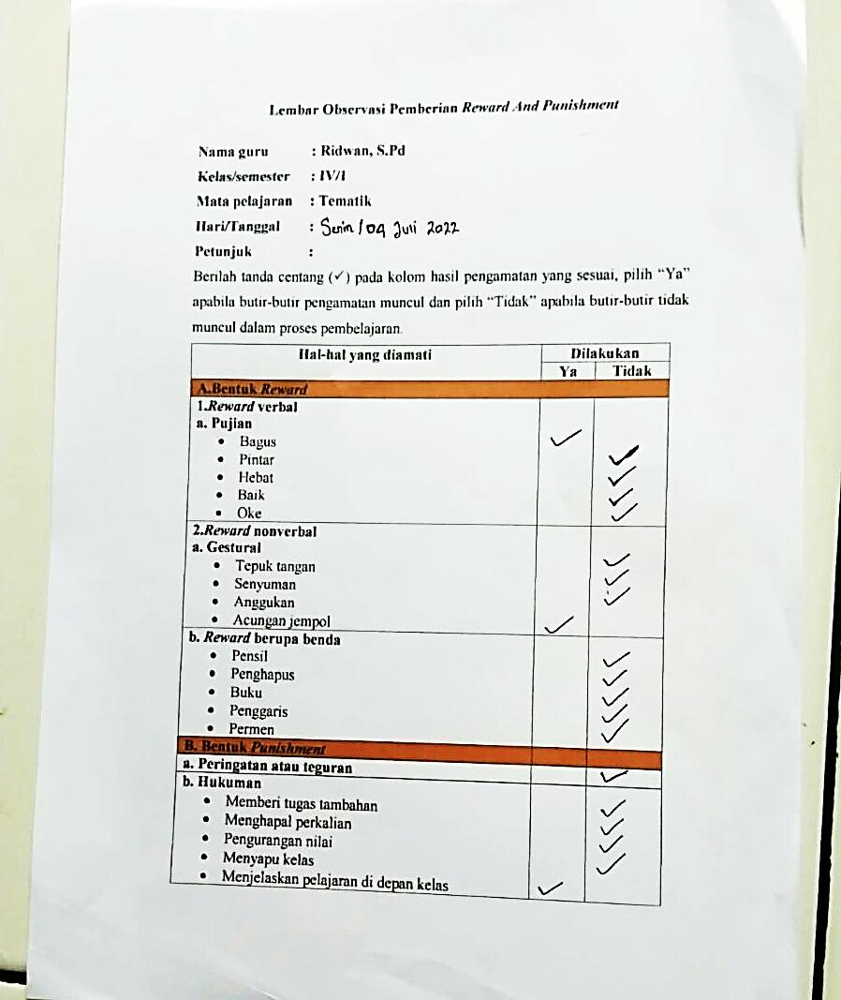 Lembar Observasi Pemberian Reward And Punishment
Nama guru : Ridwan, S.Pd
Kelas/semester : IV/I
Mata pelajaran : Tematik
Hari/Tanggal : Senin / 04 Juli 2022
Petunjuk :
Berilah tanda centang (✓) pada kolom hasil pengamatan yang sesuai, pilih “Ya”
apabila butir-butir pengamatan muncul dan pilih “Tidak” apabila butir-butir tidak
muncul dalam proses pembelajaran.
Hal-hal yang diamati Dilakukan
Ya Tidak
A.Bentuk Reward
1.Reward verbal
a. Pujian
• Bagus ✓
• Pintar ✓
• Hebat ✓
• Baik ✓
• Oke ✓
2.Reward nonverbal
a. Gestural
• Tepuk tangan ✓
• Senyuman ✓
• Anggukan ✓
• Acungan jempol ✓
b. Reward berupa benda
• Pensil ✓
• Penghapus ✓
• Buku ✓
• Penggaris ✓
• Permen ✓
B. Bentuk Punishment
a. Peringatan atau teguran ✓
b. Hukuman
• Memberi tugas tambahan ✓
• Menghapal perkalian ✓
• Pengurangan nilai ✓
• Menyapu kelas ✓
• Menjelaskan pelajaran di depan kelas ✓